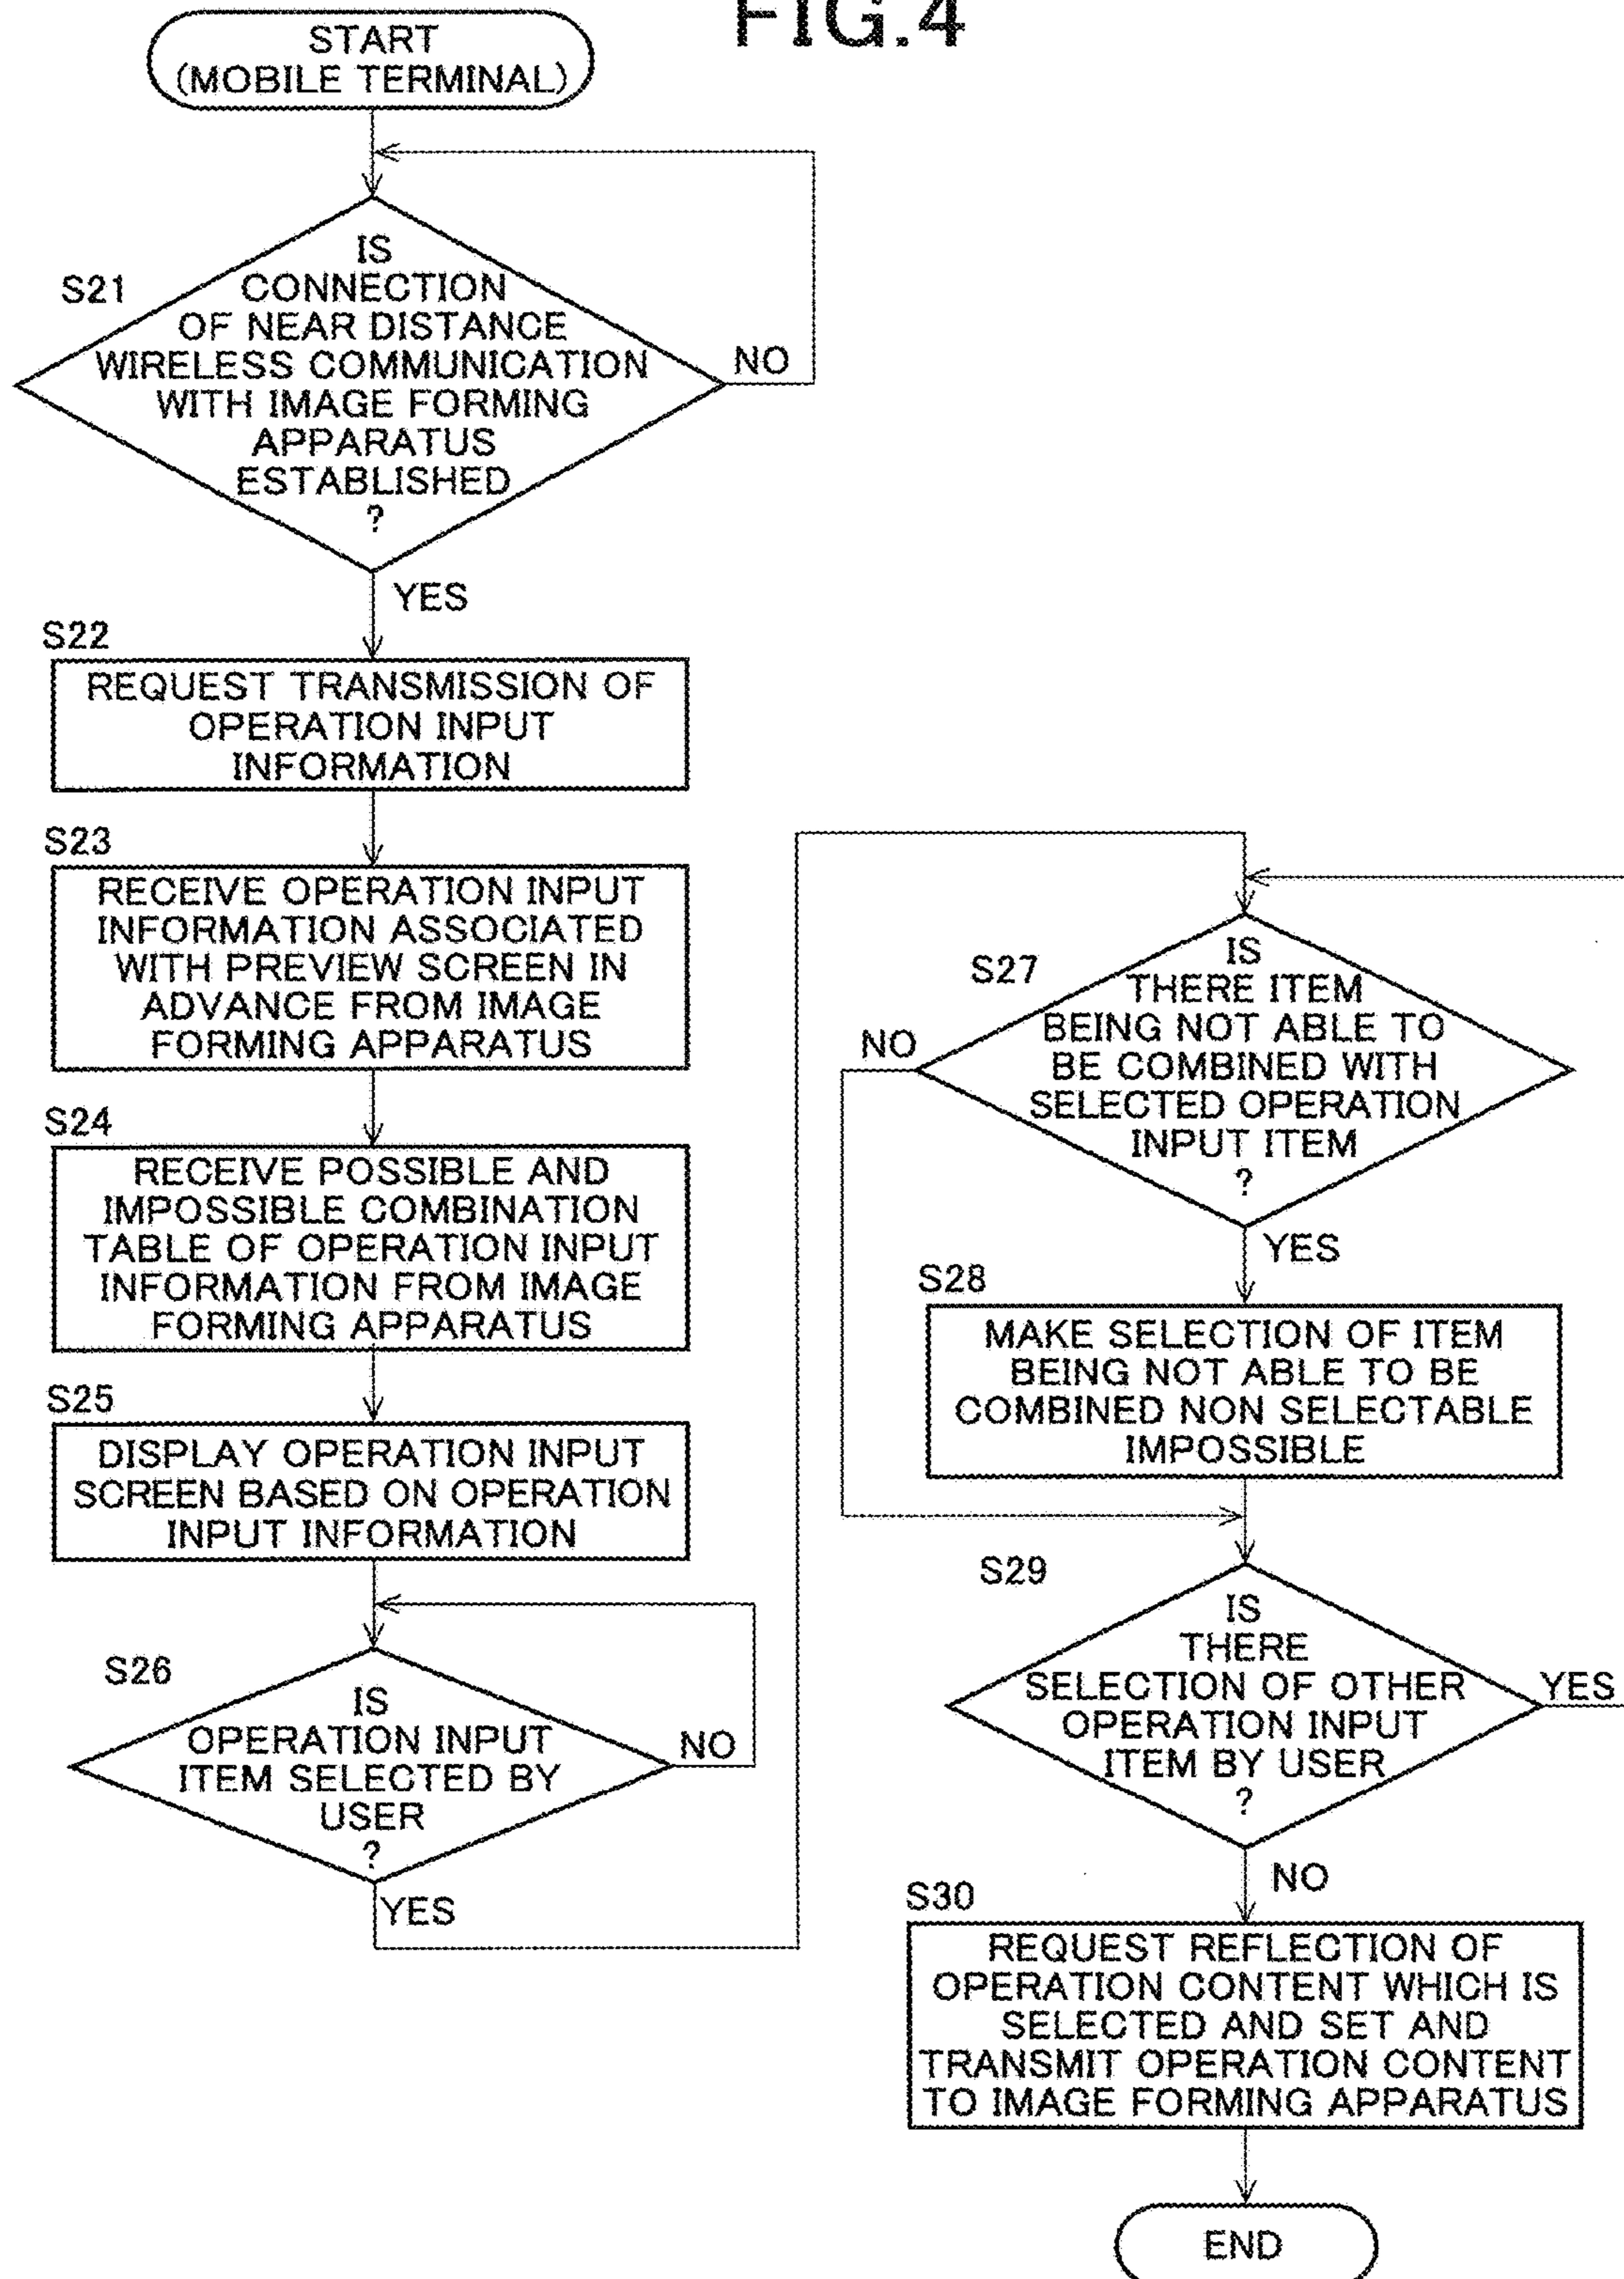 FIG.4
START
(MOBILE TERMINAL)
S21
IS
CONNECTION
OF NEAR DISTANCE
WIRELESS COMMUNICATION
WITH IMAGE FORMING
APPARATUS
ESTABLISHED
?
NO
YES
S22
REQUEST TRANSMISSION OF
OPERATION INPUT
INFORMATION
S23
RECEIVE OPERATION INPUT
INFORMATION ASSOCIATED
WITH PREVIEW SCREEN IN
ADVANCE FROM IMAGE
FORMING APPARATUS
S24
RECEIVE POSSIBLE AND
IMPOSSIBLE COMBINATION
TABLE OF OPERATION INPUT
INFORMATION FROM IMAGE
FORMING APPARATUS
S25
DISPLAY OPERATION INPUT
SCREEN BASED ON OPERATION
INPUT INFORMATION
S26
IS
OPERATION INPUT
ITEM SELECTED BY
USER
?
NO
YES
S27
IS
THERE ITEM
BEING NOT ABLE TO
BE COMBINED WITH
SELECTED OPERATION
INPUT ITEM
?
NO
YES
S28
MAKE SELECTION OF ITEM
BEING NOT ABLE TO BE
COMBINED NON SELECTABLE
IMPOSSIBLE
S29
IS
THERE
SELECTION OF OTHER
OPERATION INPUT
ITEM BY USER
?
YES
NO
S30
REQUEST REFLECTION OF
OPERATION CONTENT WHICH IS
SELECTED AND SET AND
TRANSMIT OPERATION CONTENT
TO IMAGE FORMING APPARATUS
END